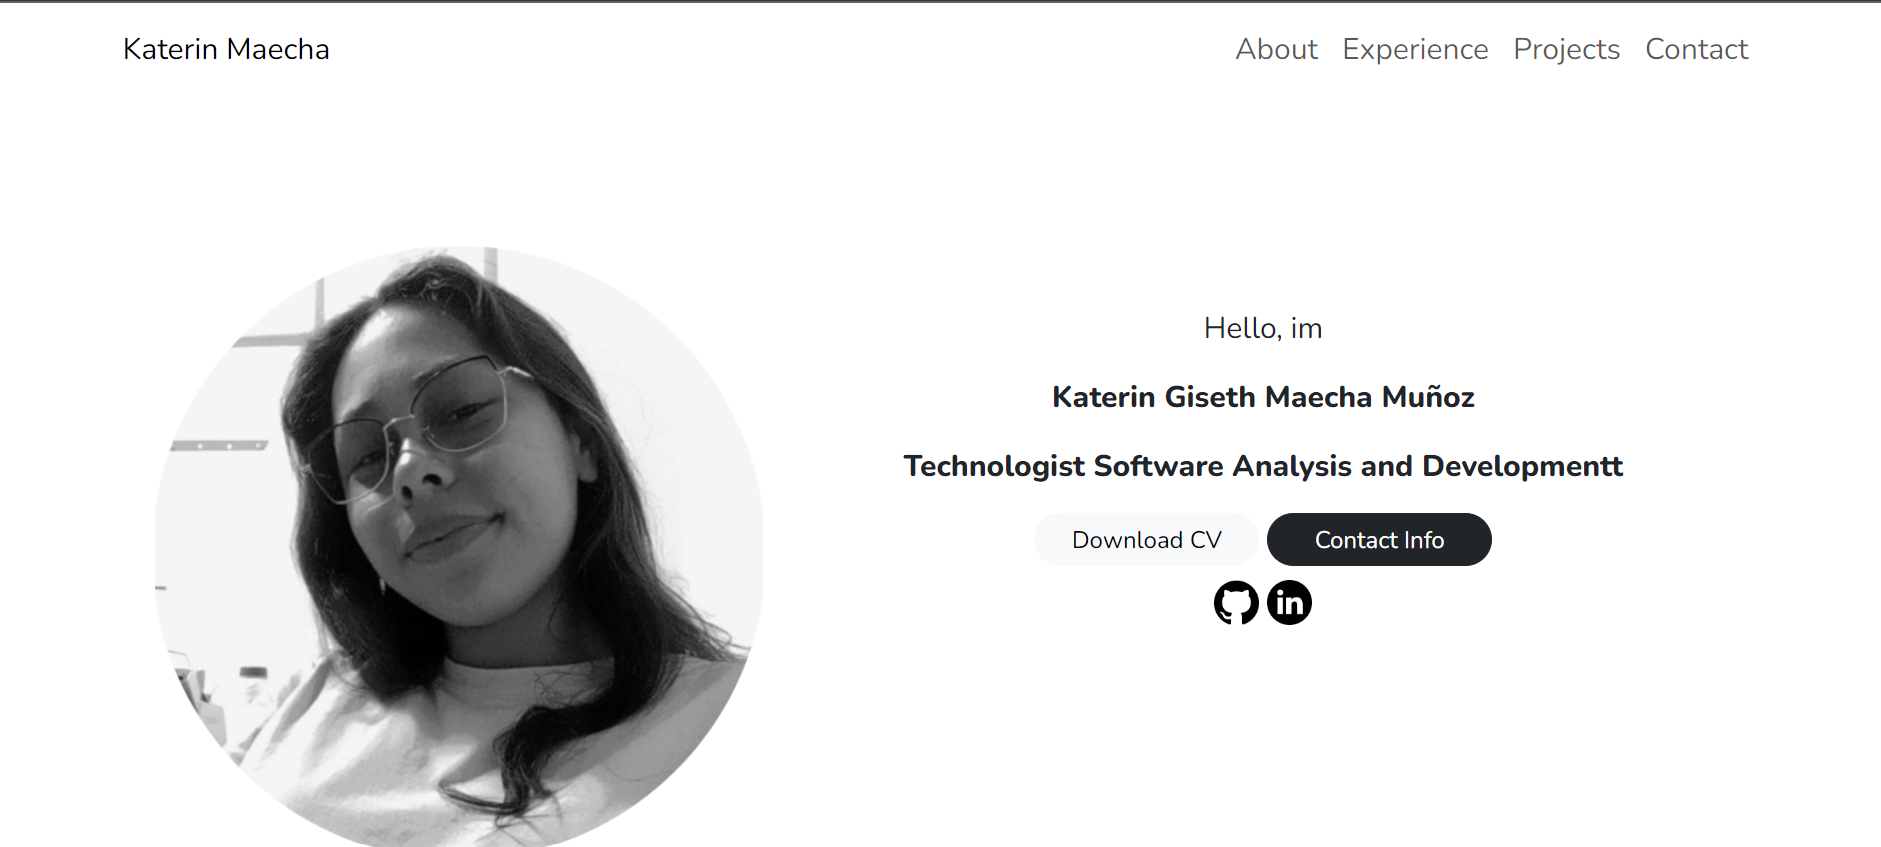 Katerin Maecha
About Experience Projects Contact
Hello, im
Katerin Giseth Maecha Muñoz
Technologist Software Analysis and Developmentt
Download CV
Contact Info
in